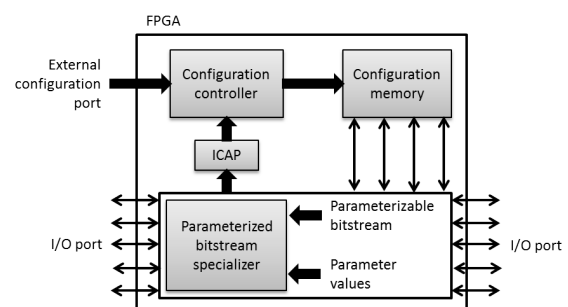 FPGA
External
configuration
port
Configuration
controller
Configuration
memory
ICAP
Parameterized
bitstream
specializer
Parameterizable
bitstream
Parameter
values
I/O port
I/O port